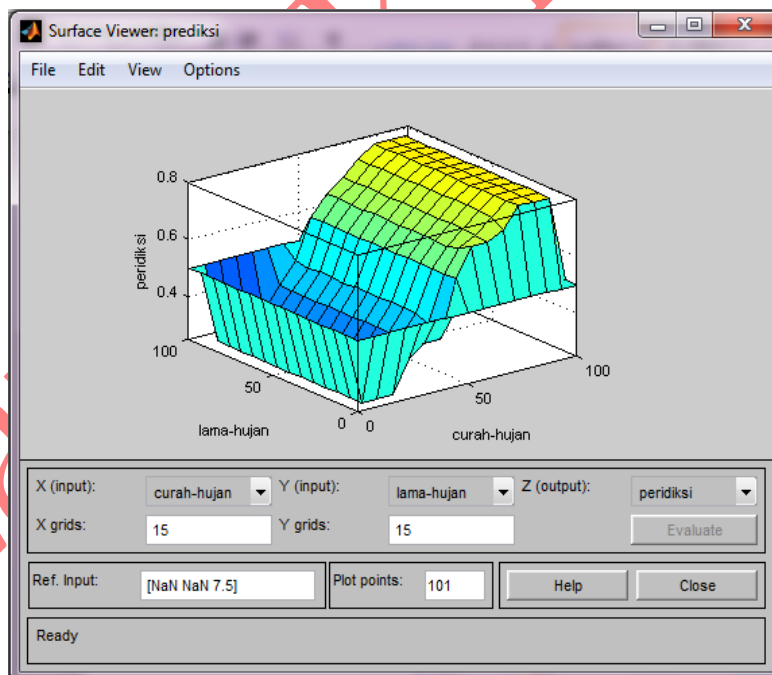 Surface Viewer: prediksi
File Edit View Options
0.8
0.6
0.4
peridiksi
100
50
0
lama-hujan
0
50
100
curah-hujan
X (input): curah-hujan Y (input): lama-hujan Z (output): peridiksi
X grids: 15 Y grids: 15 Evaluate
Ref. Input: [NaN NaN 7.5] Plot points: 101 Help Close
Ready